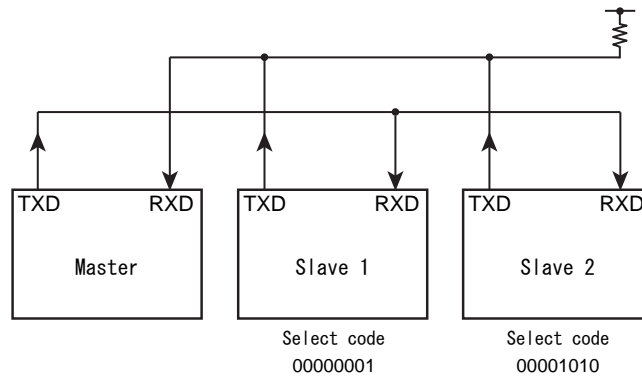 TXD RXD TXD RXD TXD RXD
Master Slave 1 Slave 2
Select code Select code
00000001 00001010